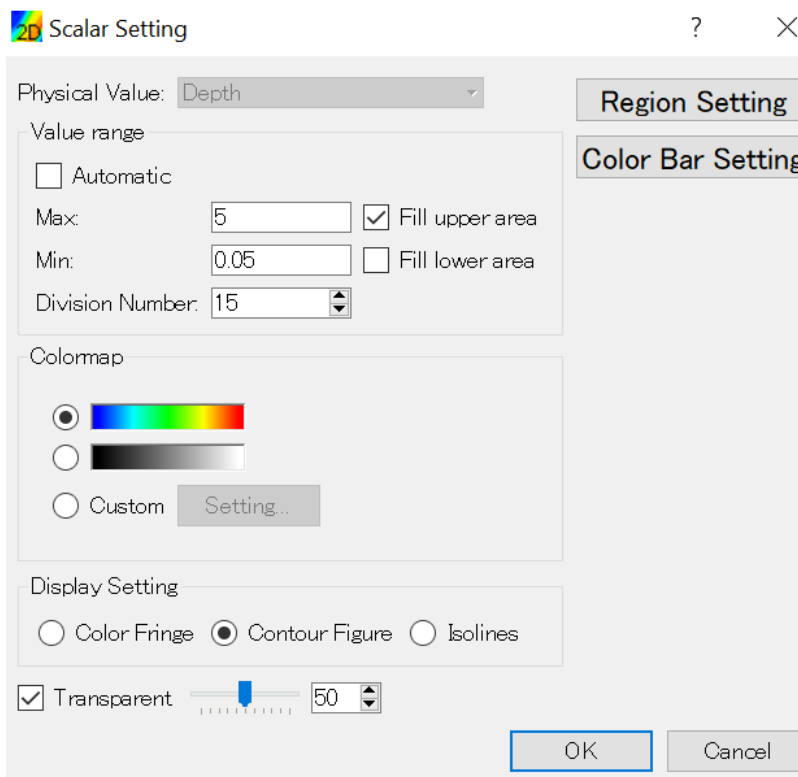 2D Scalar Setting ?
Physical Value: Depth
Region Setting
Color Bar Setting
Value range
Automatic
Max: 5 Fill upper area
Min: 0.05 Fill lower area
Division Number: 15
Colormap
Custom Setting...
Display Setting
Color Fringe Contour Figure Isolines
Transparent 50
OK Cancel